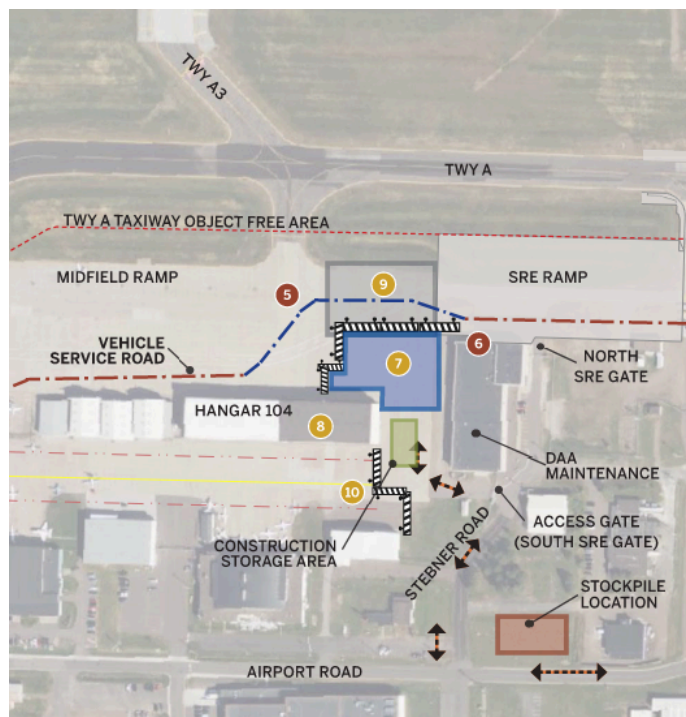 TWY A3
TWY A
TWY A TAXIWAY OBJECT FREE AREA
MIDFIELD RAMP
5
9
SRE RAMP
VEHICLE
SERVICE ROAD
6
7
NORTH
SRE GATE
HANGAR 104
8
DAA
MAINTENANCE
10
ACCESS GATE
(SOUTH SRE GATE)
CONSTRUCTION
STORAGE AREA
STEBNER ROAD
STOCKPILE
LOCATION
AIRPORT ROAD